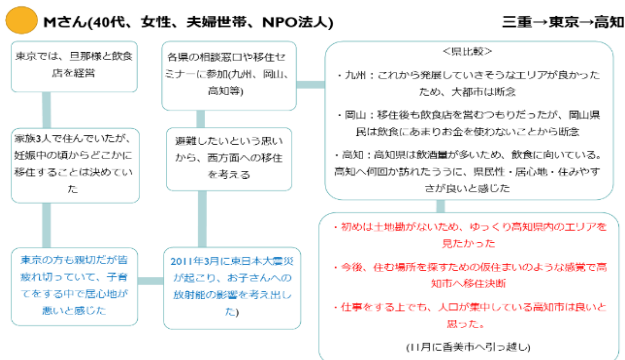 Mさん(40代、女性、夫婦世帯、NPO法人)
三重→東京→高知
東京では、旦那様と飲食
店を経営
家族3人で住んでいたが、
妊娠中の頃からどこかに
移住することは決めてい
た
東京の方も親切だが皆
疲れ切っていて、子育
てをする中で居心地が
悪いと感じた
2011年3月に東日本大震災
が起こり、お子さんへの
放射能の影響を考え出し
た)
避難したいという思い
から、西方面への移住
を考える
各県の相談窓口や移住セ
ミナーに参加(九州、岡山、
高知等)
＜県比較＞
・九州：これから発展していきそうなエリアが良かった
ため、大都市は断念
・岡山：移住後も飲食店を営むつもりだったが、岡山県
民は飲食にあまりお金を使わないことから断念
・高知：高知県は飲酒量が多いため、飲食に向いている。
高知へ何回か訪れたううに、県民性・居心地・住みやす
さが良いと感じた
・初めは土地勘がないため、ゆっくり高知県内のエリアを
見たかった
・今後、住む場所を探すための仮住まいのような感覚で高
知市へ移住決断
・仕事をする上でも、人口が集中している高知市は良いと
思った。
(11月に香美市へ引っ越し)